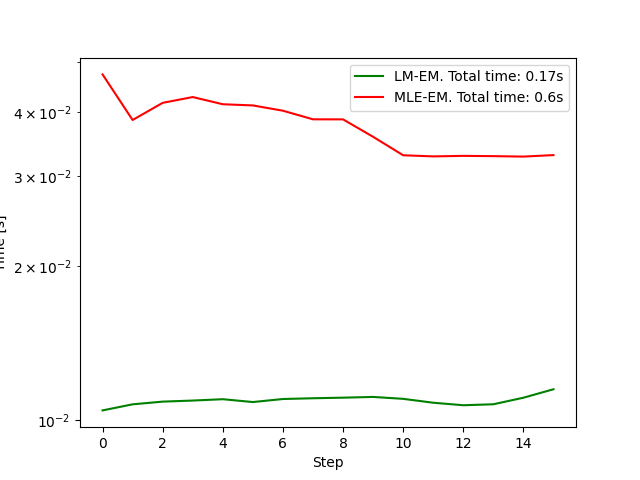 LM-EM. Total time: 0.17s
MLE-EM. Total time: 0.6s
4 × 10⁻²
3 × 10⁻²
2 × 10⁻²
10⁻²
[s]
0 2 4 6 8 10 12 14
Step